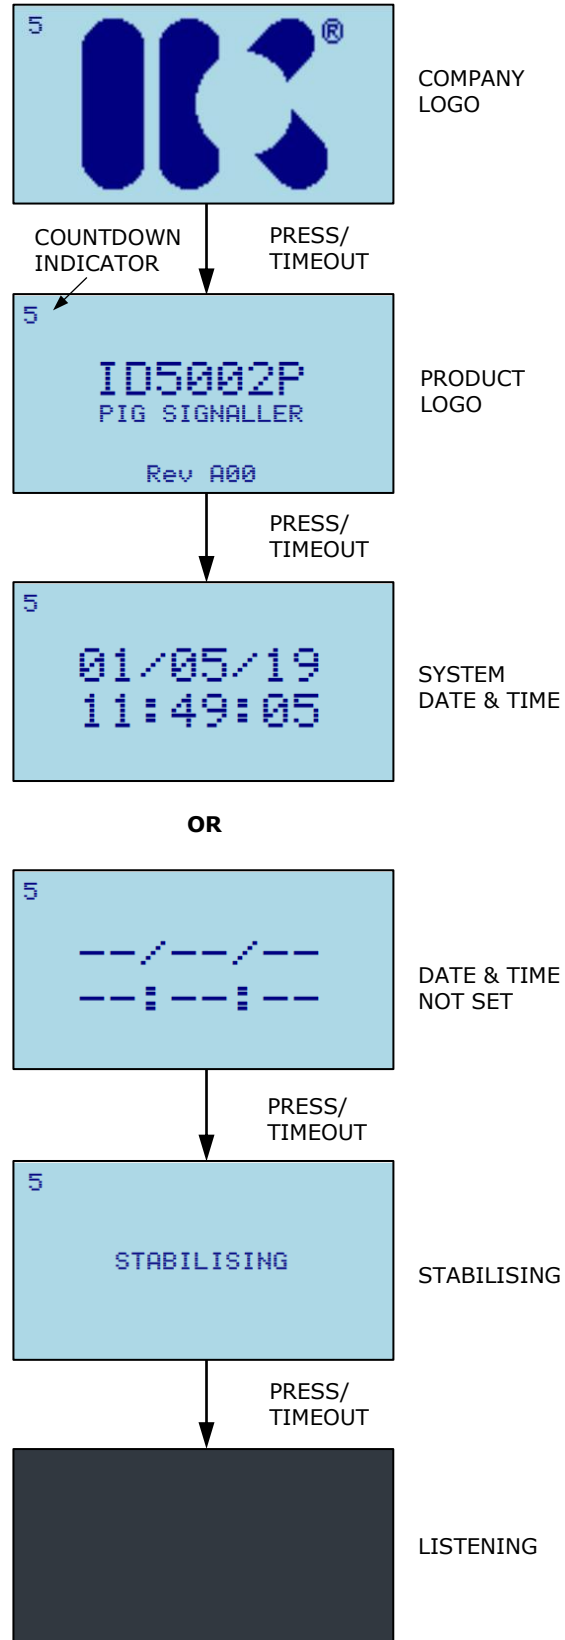 5
®
COMPANY
LOGO
COUNTDOWN
INDICATOR
PRESS/
TIMEOUT
5
ID5002P
PIG SIGNALLER
Rev A00
PRODUCT
LOGO
PRESS/
TIMEOUT
5
01/05/19
11:49:05
SYSTEM
DATE & TIME
OR
5
--/--/--
--:--:--
DATE & TIME
NOT SET
PRESS/
TIMEOUT
5
STABILISING
STABILISING
PRESS/
TIMEOUT
LISTENING